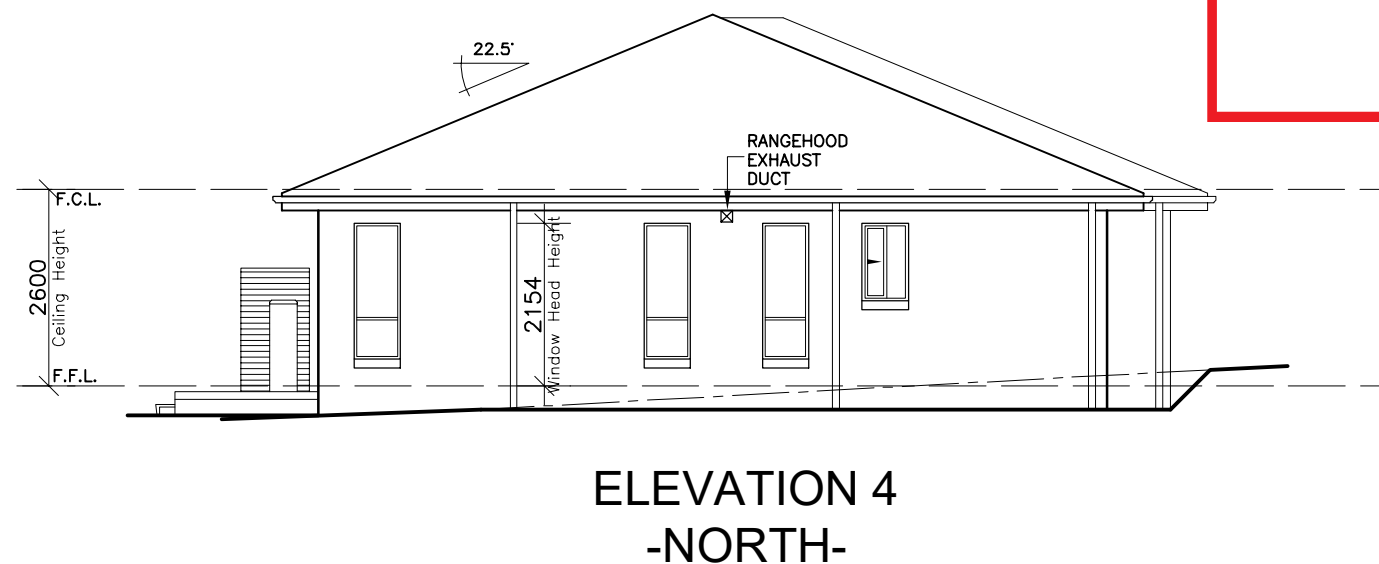 22.5°
RANGEHOOD
EXHAUST
DUCT
F.C.L.
2600
Ceiling Height
2154
Window Head Height
F.F.L.
ELEVATION 4
-NORTH-